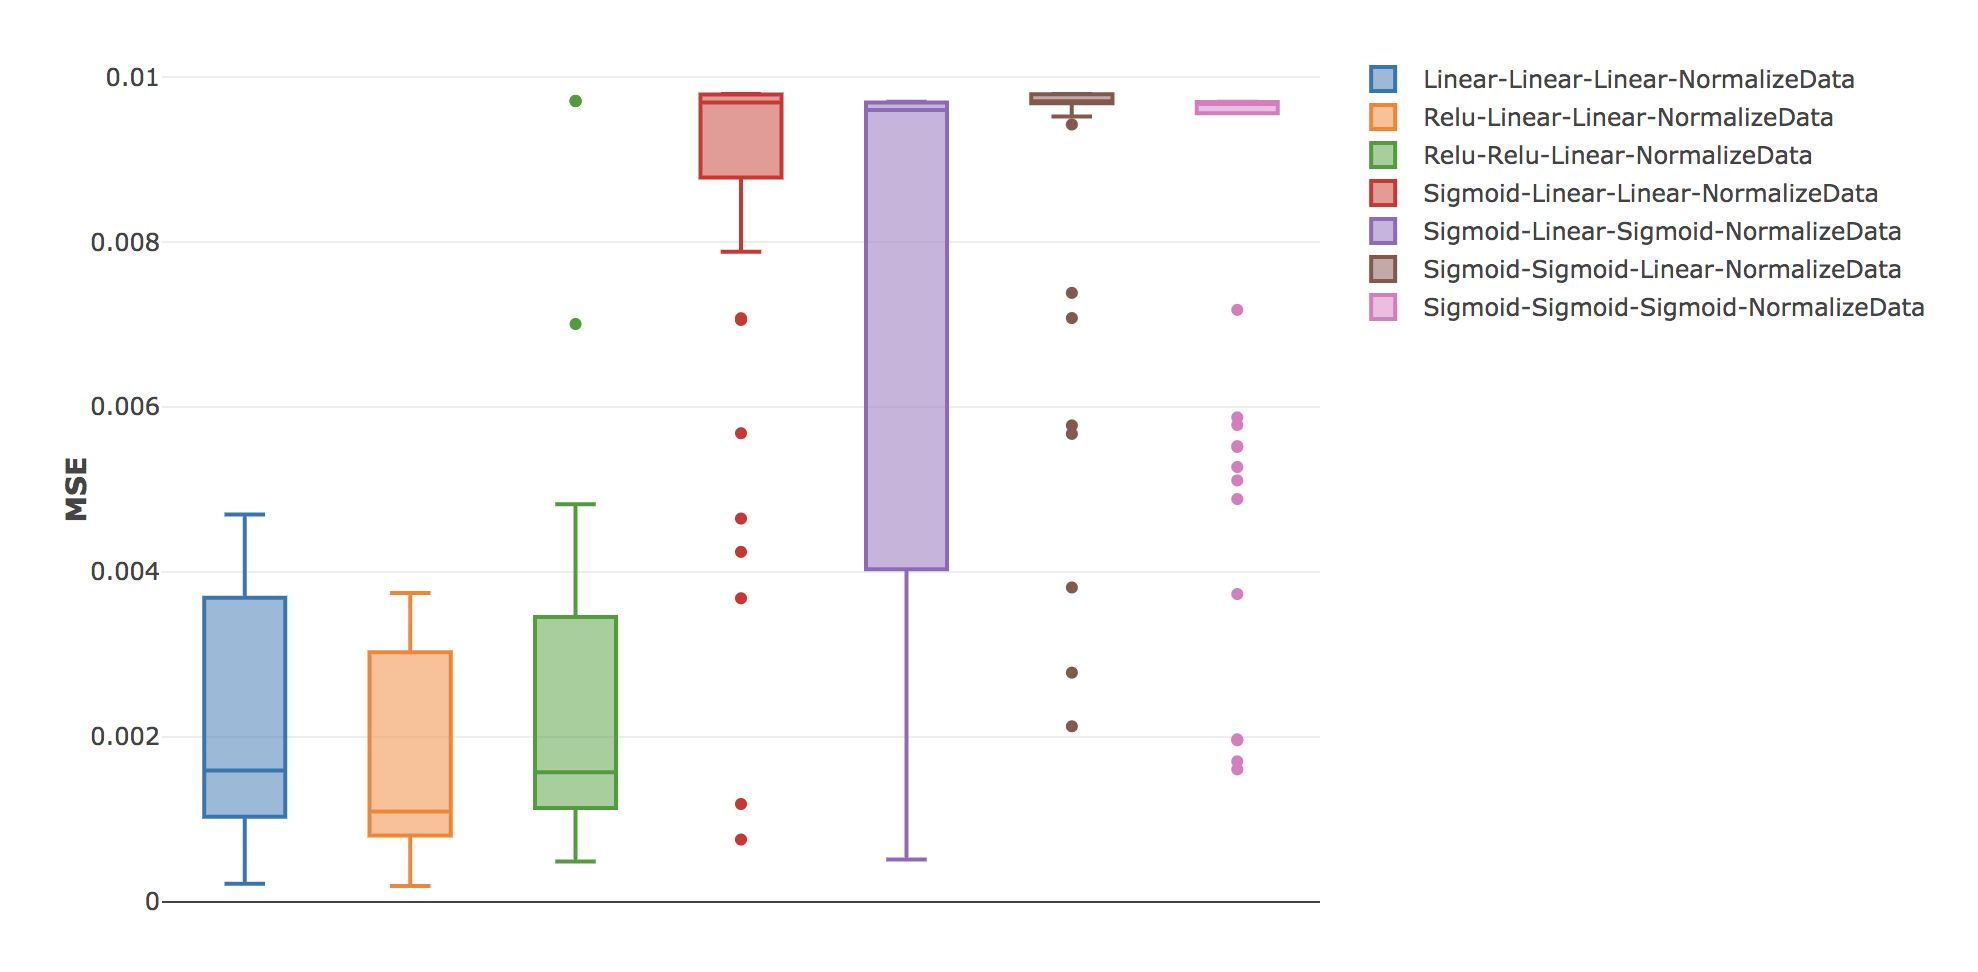 0.01
0.008
0.006
0.004
0.002
0
MSE
Linear-Linear-Linear-NormalizeData
Relu-Linear-Linear-NormalizeData
Relu-Relu-Linear-NormalizeData
Sigmoid-Linear-Linear-NormalizeData
Sigmoid-Linear-Sigmoid-NormalizeData
Sigmoid-Sigmoid-Linear-NormalizeData
Sigmoid-Sigmoid-Sigmoid-NormalizeData